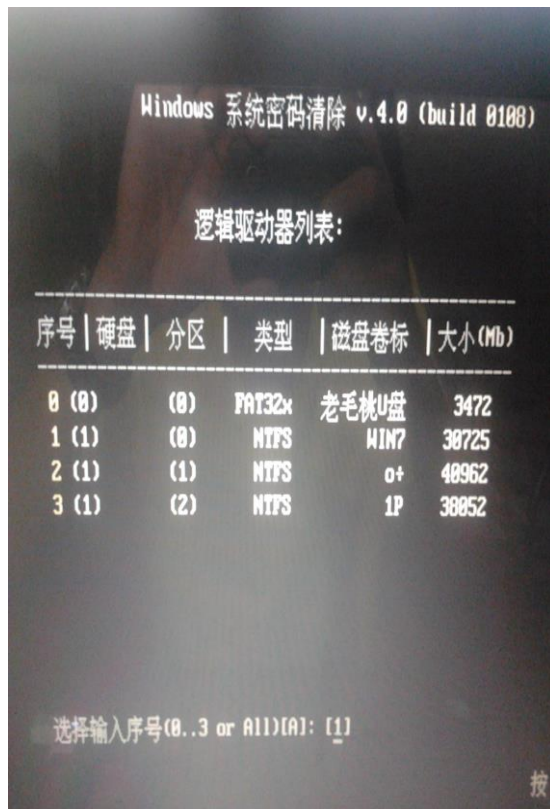 Windows 系统密码清除 v.4.0 (build 0108)
逻辑驱动器列表:
序号|硬盘| 分区 | 类型 |磁盘卷标 |大小(Mb)
0 (0) (0) FAT32x 老毛桃U盘 3472
1 (1) (0) NTFS WIN7 30725
2 (1) (1) NTFS o+ 40962
3 (1) (2) NTFS 1P 38052
选择输入序号(0..3 or All)[A]: [1]
按